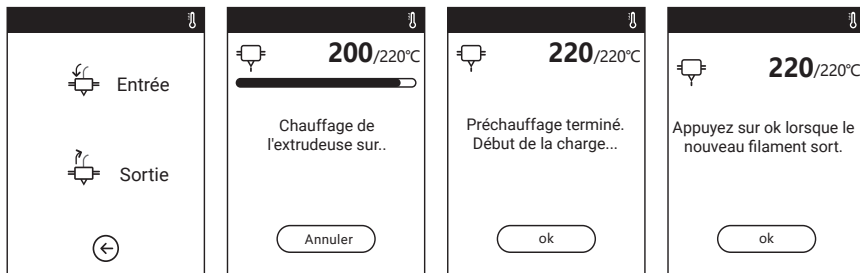 Entrée
Sortie
200/220℃
Chauffage de
l'extrudeuse sur..
Annuler
220/220℃
Préchauffage terminé.
Début de la charge...
ok
220/220℃
Appuyez sur ok lorsque le
nouveau filament sort.
ok